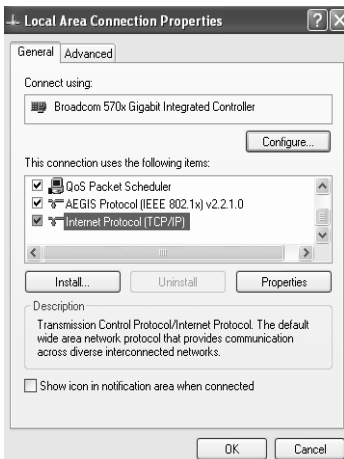 Local Area Connection Properties
General Advanced
Connect using:
Broadcom 570x Gigabit Integrated Controller
Configure...
This connection uses the following items:
QoS Packet Scheduler
AEGIS Protocol (IEEE 802.1x) v2.2.1.0
Internet Protocol (TCP/IP)
Install... Uninstall Properties
Description
Transmission Control Protocol/Internet Protocol. The default
wide area network protocol that provides communication
across diverse interconnected networks.
Show icon in notification area when connected
OK Cancel